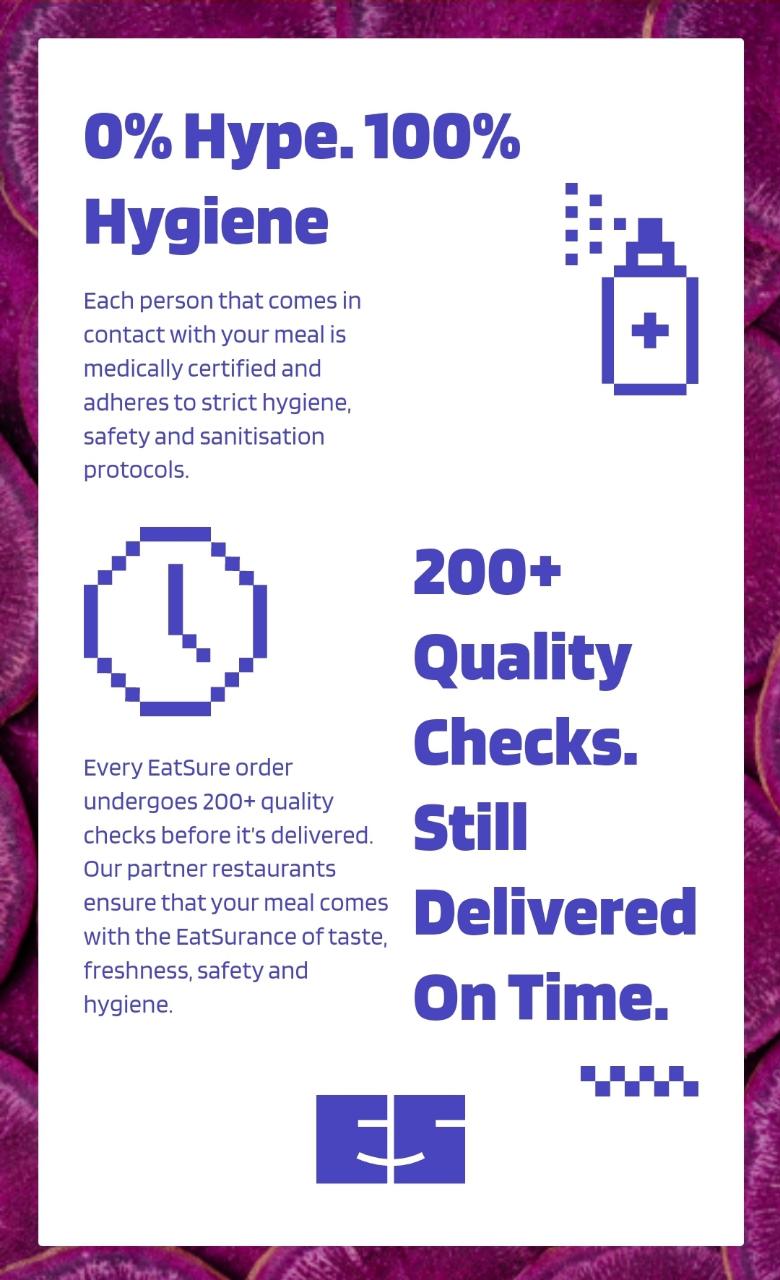 0% Hype. 100%
Hygiene
Each person that comes in
contact with your meal is
medically certified and
adheres to strict hygiene,
safety and sanitisation
protocols.
200+
Quality
Checks.
Still
Delivered
On Time.
Every EatSure order
undergoes 200+ quality
checks before it's delivered.
Our partner restaurants
ensure that your meal comes
with the EatSurance of taste,
freshness, safety and
hygiene.
ES